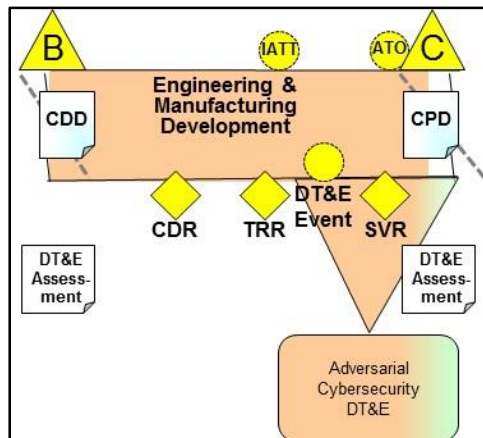 B
IATT
ATO
C
Engineering &
Manufacturing
Development
CDD
CPD
DT&E
Event
CDR
TRR
SVR
DT&E
Assess-
ment
DT&E
Assess-
ment
Adversarial
Cybersecurity
DT&E